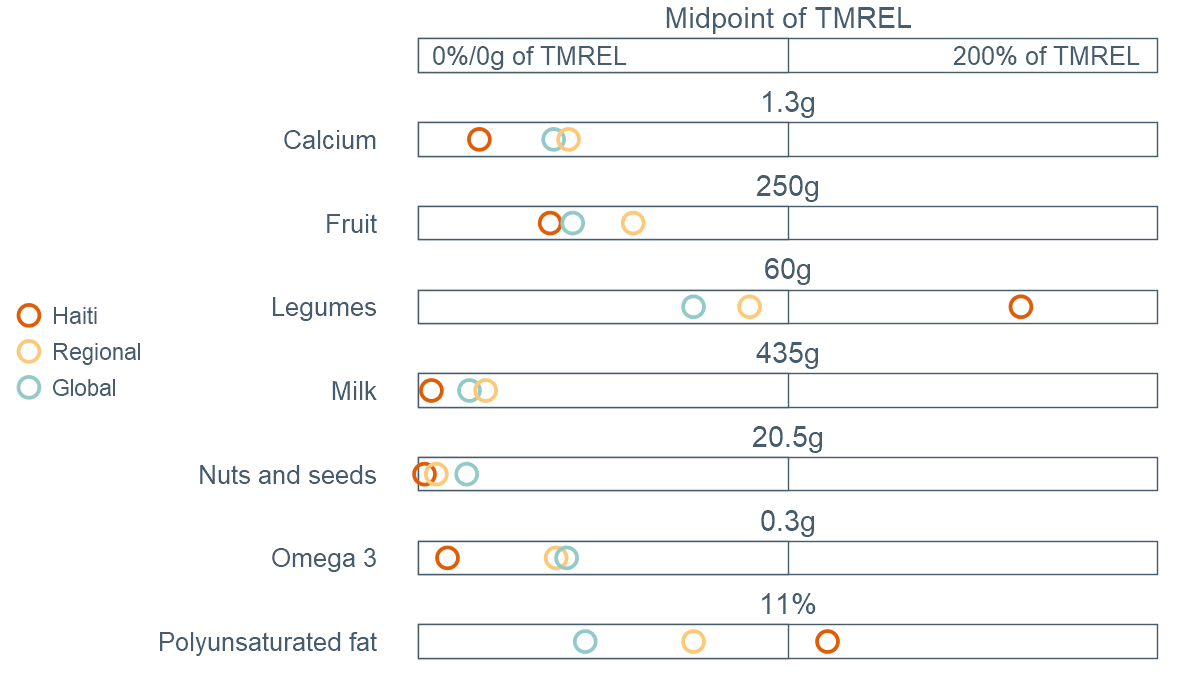 Midpoint of TMREL
0%/0g of TMREL
200% of TMREL
1.3g
Calcium
250g
Fruit
60g
Legumes
435g
Milk
20.5g
Nuts and seeds
0.3g
Omega 3
11%
Polyunsaturated fat
Haiti
Regional
Global